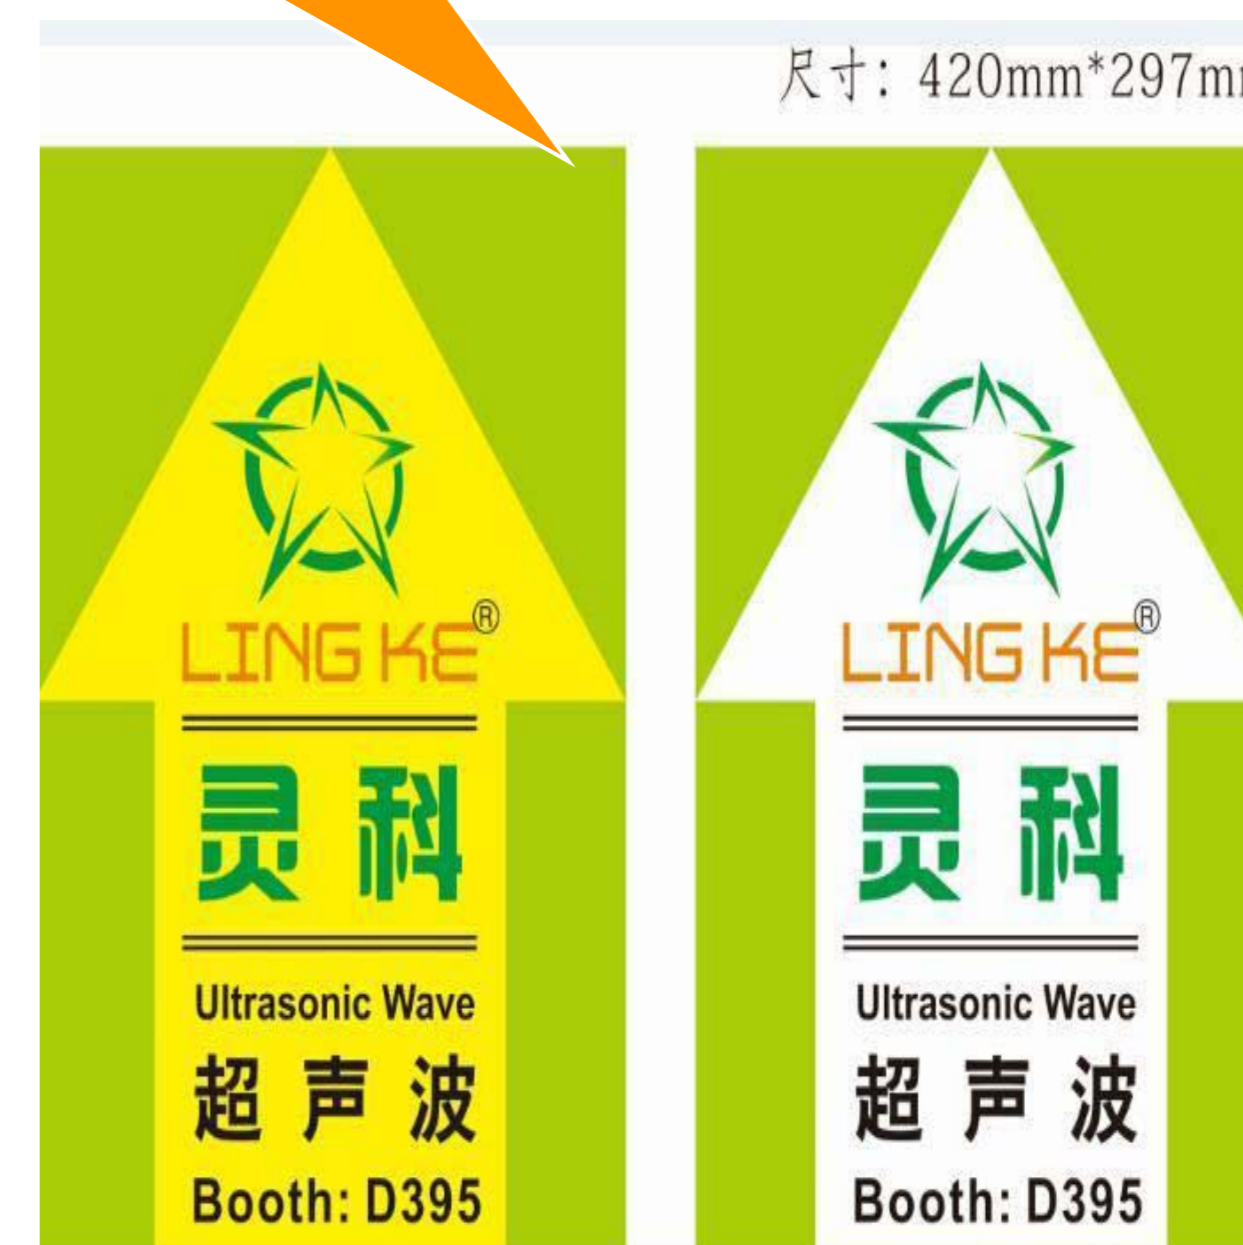 尺寸：420mm*297m
LING KE®
灵科
Ultrasonic Wave
超声波
Booth: D395
LING KE®
灵科
Ultrasonic Wave
超声波
Booth: D395